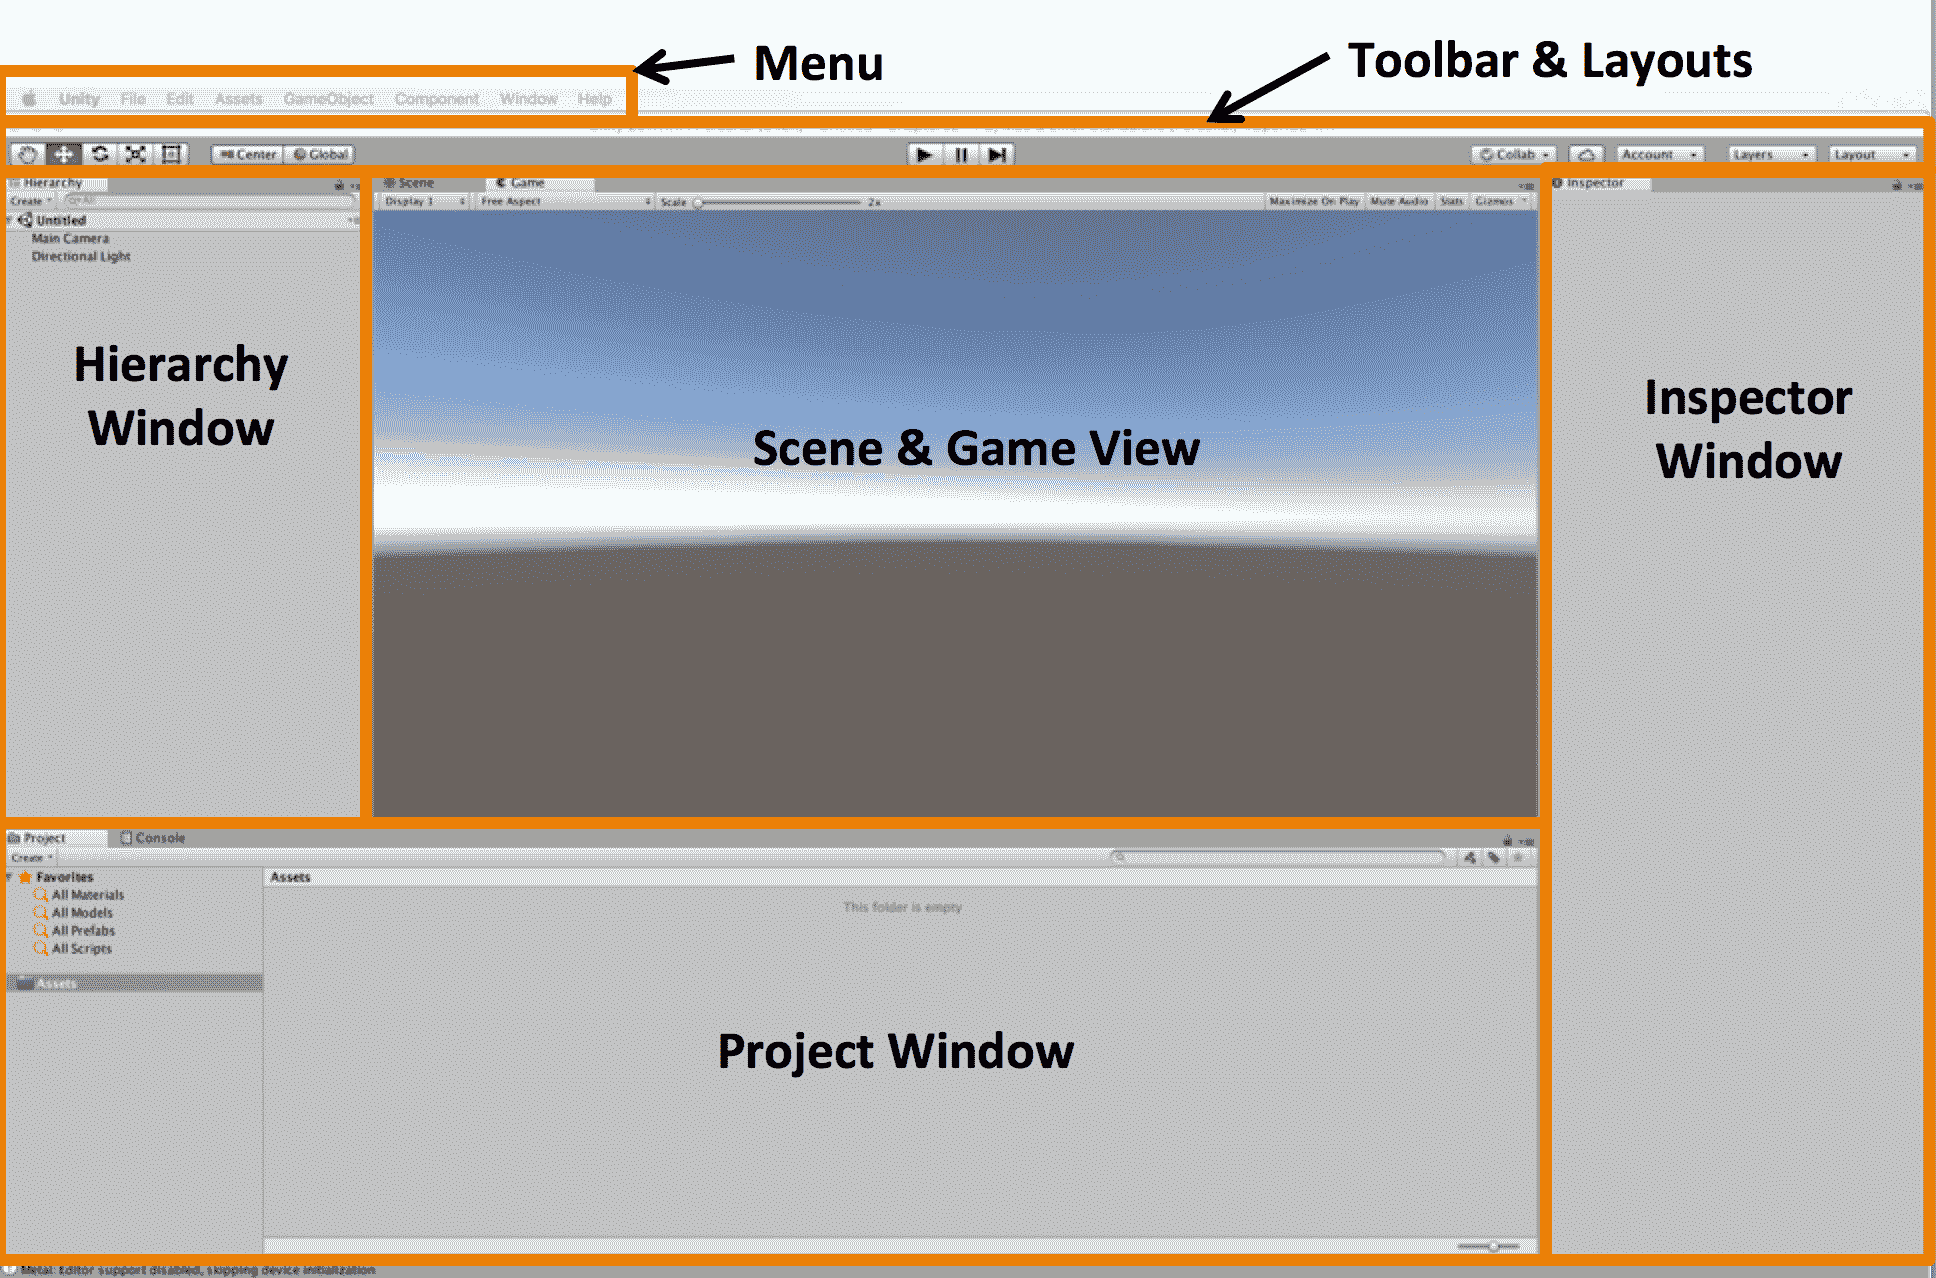 Menu
Toolbar & Layouts
Unity File Edit Assets GameObject Component Window Help
Center Global
Collab Account Layers Layout
Hierarchy
Create All
Untitled
Main Camera
Directional Light
Hierarchy
Window
Scene Game
Display 1 Free Aspect Scale 2x Maximize On Play Mute Audio Stats Gizmos
Scene & Game View
Inspector
Inspector
Window
Project Console
Create
Favorites
All Materials
All Models
All Prefabs
All Scripts
Assets
Assets
This folder is empty
Project Window
Metal: Editor support disabled, skipping device initialization